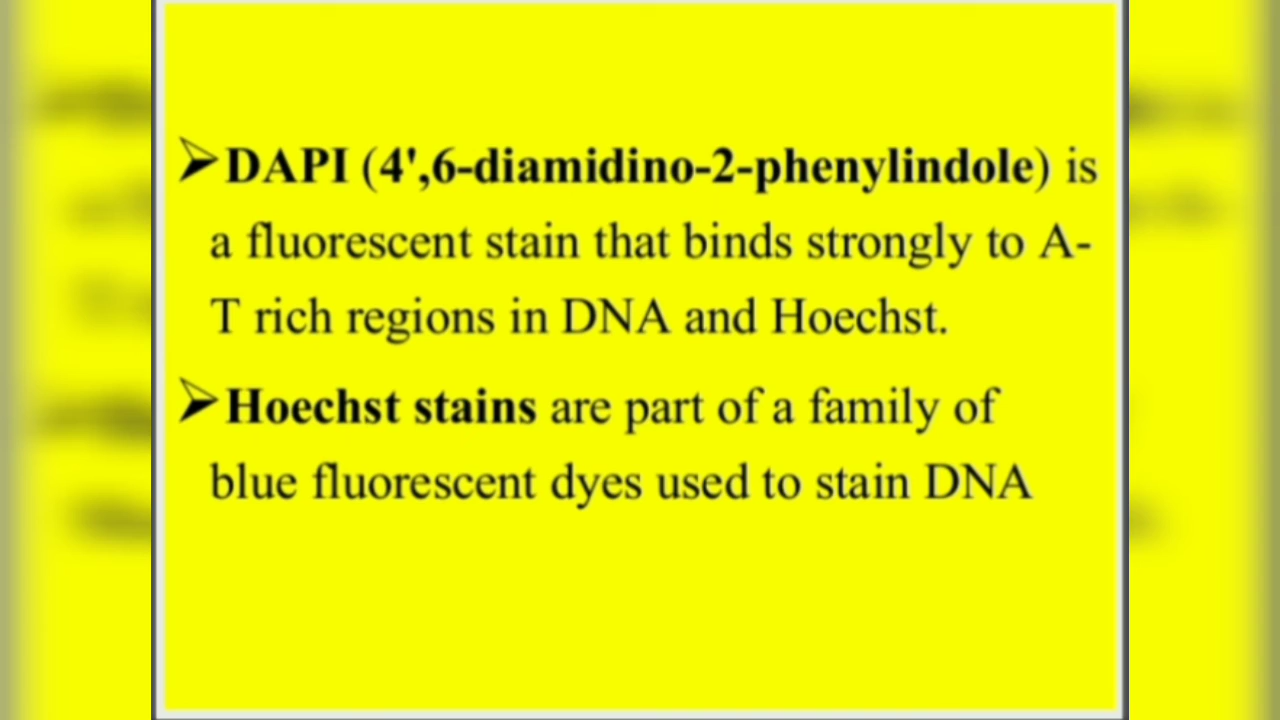 ➢DAPI (4',6-diamidino-2-phenylindole) is
a fluorescent stain that binds strongly to A-
T rich regions in DNA and Hoechst.
➢Hoechst stains are part of a family of
blue fluorescent dyes used to stain DNA